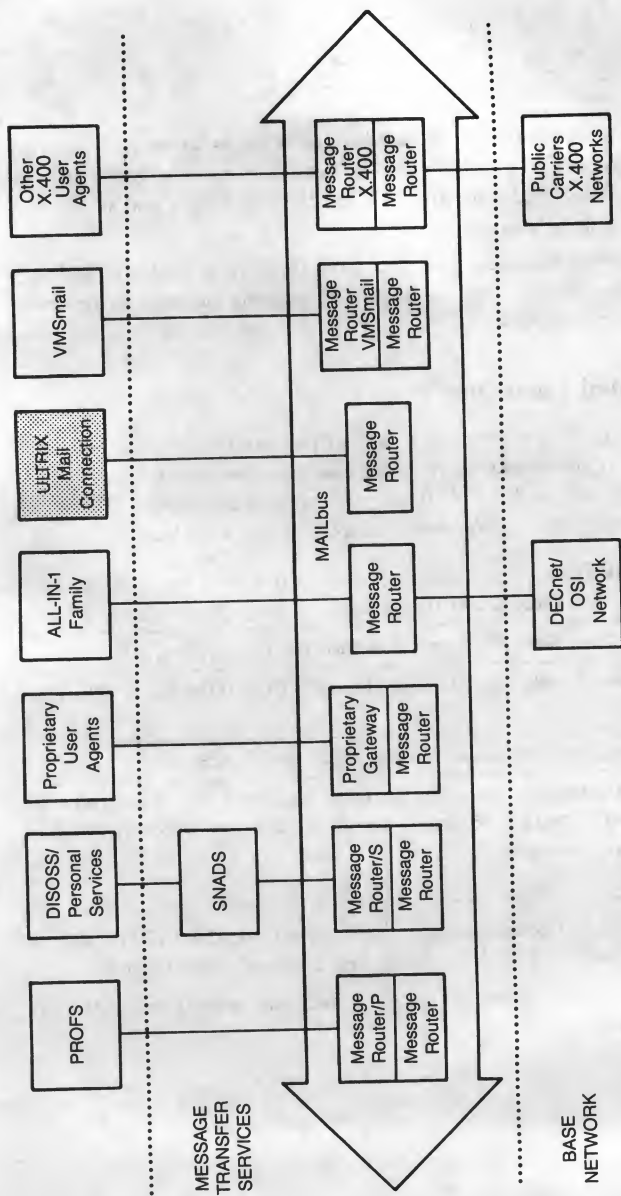 PROFS
DISOSS/
Personal
Services
Proprietary
User
Agents
ALL-IN-1
Family
ULTRIX
Mail
Connection
VMSmail
Other
X.400
User
Agents
MESSAGE
TRANSFER
SERVICES
SNADS
MAILbus
Message
Router/P
Message
Router
Message
Router/S
Message
Router
Proprietary
Gateway
Message
Router
Message
Router
Message
Router
Message
Router
VMSmail
Message
Router
Message
Router
X.400
Message
Router
BASE
NETWORK
DECnet/
OSI
Network
Public
Carriers
X.400
Networks